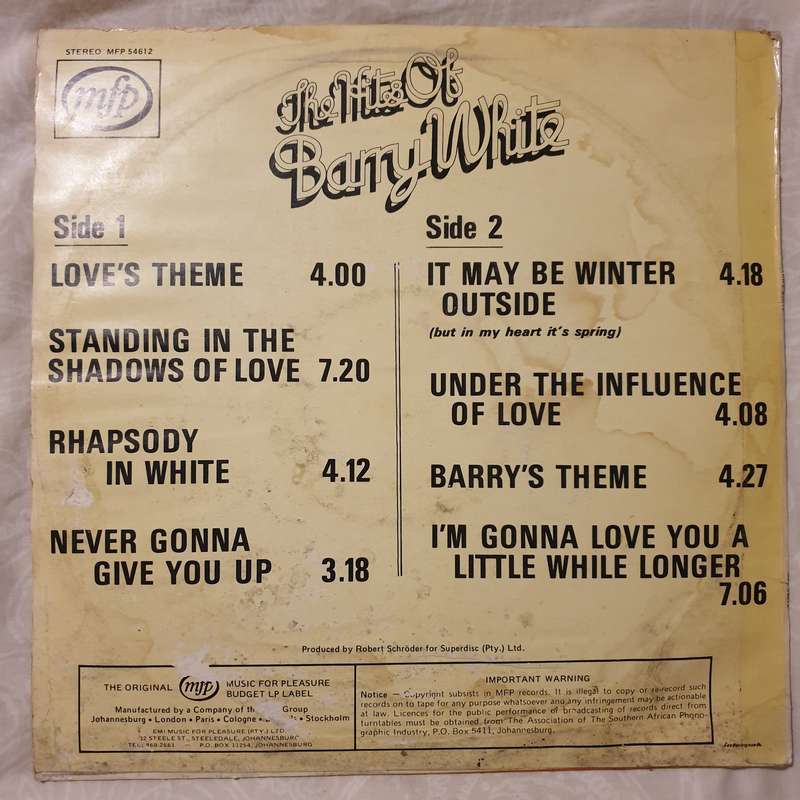 STEREO MFP 54612
mfp
The Hits Of
Barry White
Side 1
LOVE'S THEME 4.00
STANDING IN THE
SHADOWS OF LOVE 7.20
RHAPSODY
IN WHITE 4.12
NEVER GONNA
GIVE YOU UP 3.18
Side 2
IT MAY BE WINTER 4.18
OUTSIDE
(but in my heart it's spring)
UNDER THE INFLUENCE
OF LOVE 4.08
BARRY'S THEME 4.27
I'M GONNA LOVE YOU A
LITTLE WHILE LONGER
7.06
Produced by Robert Schröder for Superdisc (Pty.) Ltd.
THE ORIGINAL mfp MUSIC FOR PLEASURE
BUDGET LP LABEL
Manufactured by a Company of the Group
Johannesburg • London • Paris • Cologne • Stockholm
EMI MUSIC FOR PLEASURE (PTY.) LTD.
12 STEELE ST., STEELEDALE, JOHANNESBURG
TEL: 968-2661 P.O. BOX 11254, JOHANNESBURG
IMPORTANT WARNING
Notice — Copyright subsists in MFP records. It is illegal to copy or re-record such
records on to tape for any purpose whatsoever and any infringement may be actionable
at law. Licences for the public performance of broadcasting of records direct from
turntables must be obtained from The Association of The Southern African Phono-
graphic Industry, P.O. Box 5411, Johannesburg.